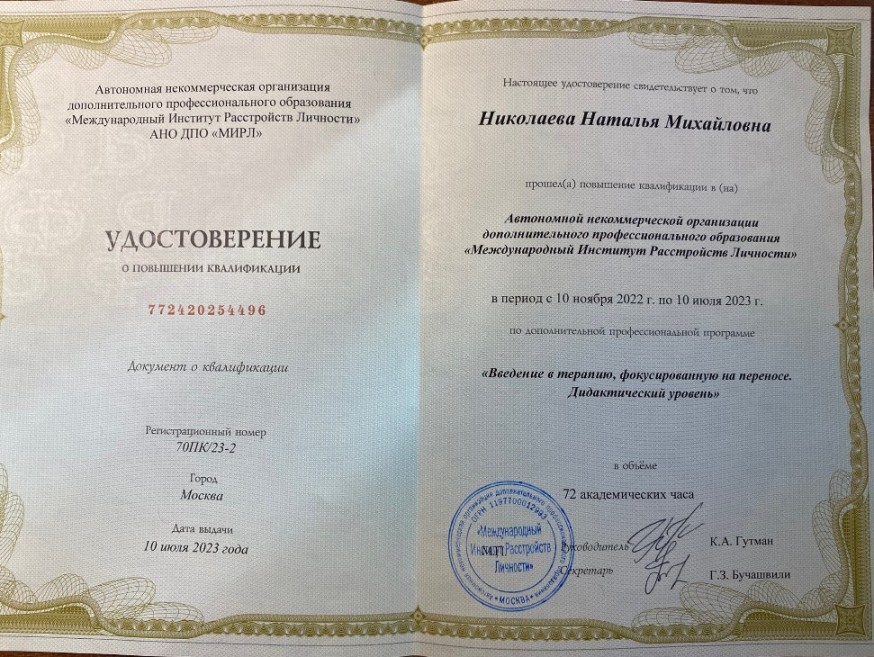 Автономная некоммерческая организация
дополнительного профессионального образования
«Международный Институт Расстройств Личности»
АНО ДПО «МИРЛ»
УДОСТОВЕРЕНИЕ
О ПОВЫШЕНИИ КВАЛИФИКАЦИИ
772420254496
Документ о квалификации
Регистрационный номер
70ПК/23-2
Город
Москва
Дата выдачи
10 июля 2023 года
Настоящее удостоверение свидетельствует о том, что
Николаева Наталья Михайловна
прошел(а) повышение квалификации в (на)
Автономной некоммерческой организации
дополнительного профессионального образования
«Международный Институт Расстройств Личности»
в период с 10 ноября 2022 г. по 10 июля 2023 г.
по дополнительной профессиональной программе
«Введение в терапию, фокусированную на переносе.
Дидактический уровень»
в объёме
72 академических часа
Руководитель
К.А. Гутман
Секретарь
Г.З. Бучашвили
«Международный
Институт Расстройств
Личности»
М.П.
• МОСКВА •